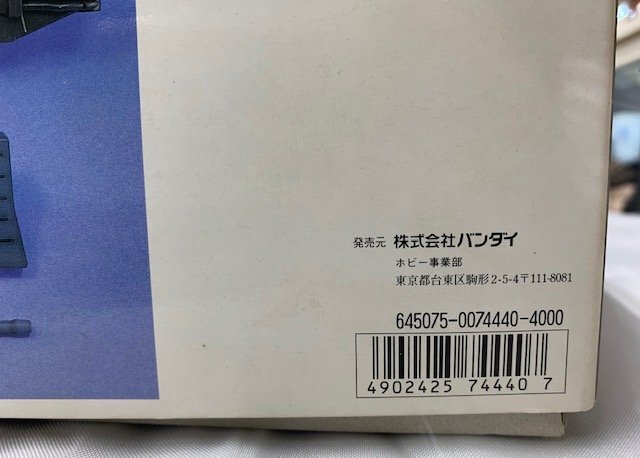 発売元 株式会社バンダイ
ホビー事業部
東京都台東区駒形2-5-4〒111-8081
645075-0074440-4000
4902425 74440 7